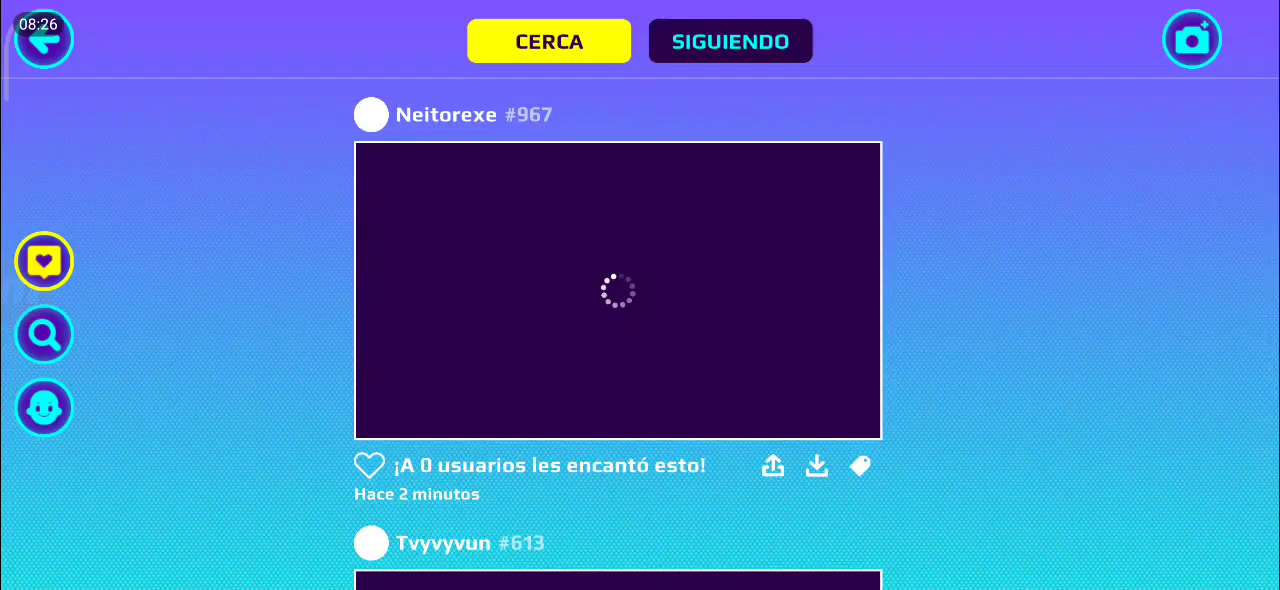 08:26
CERCA
SIGUIENDO
Neitorexe #967
¡A 0 usuarios les encantó esto!
Hace 2 minutos
Tvyvyvun #613